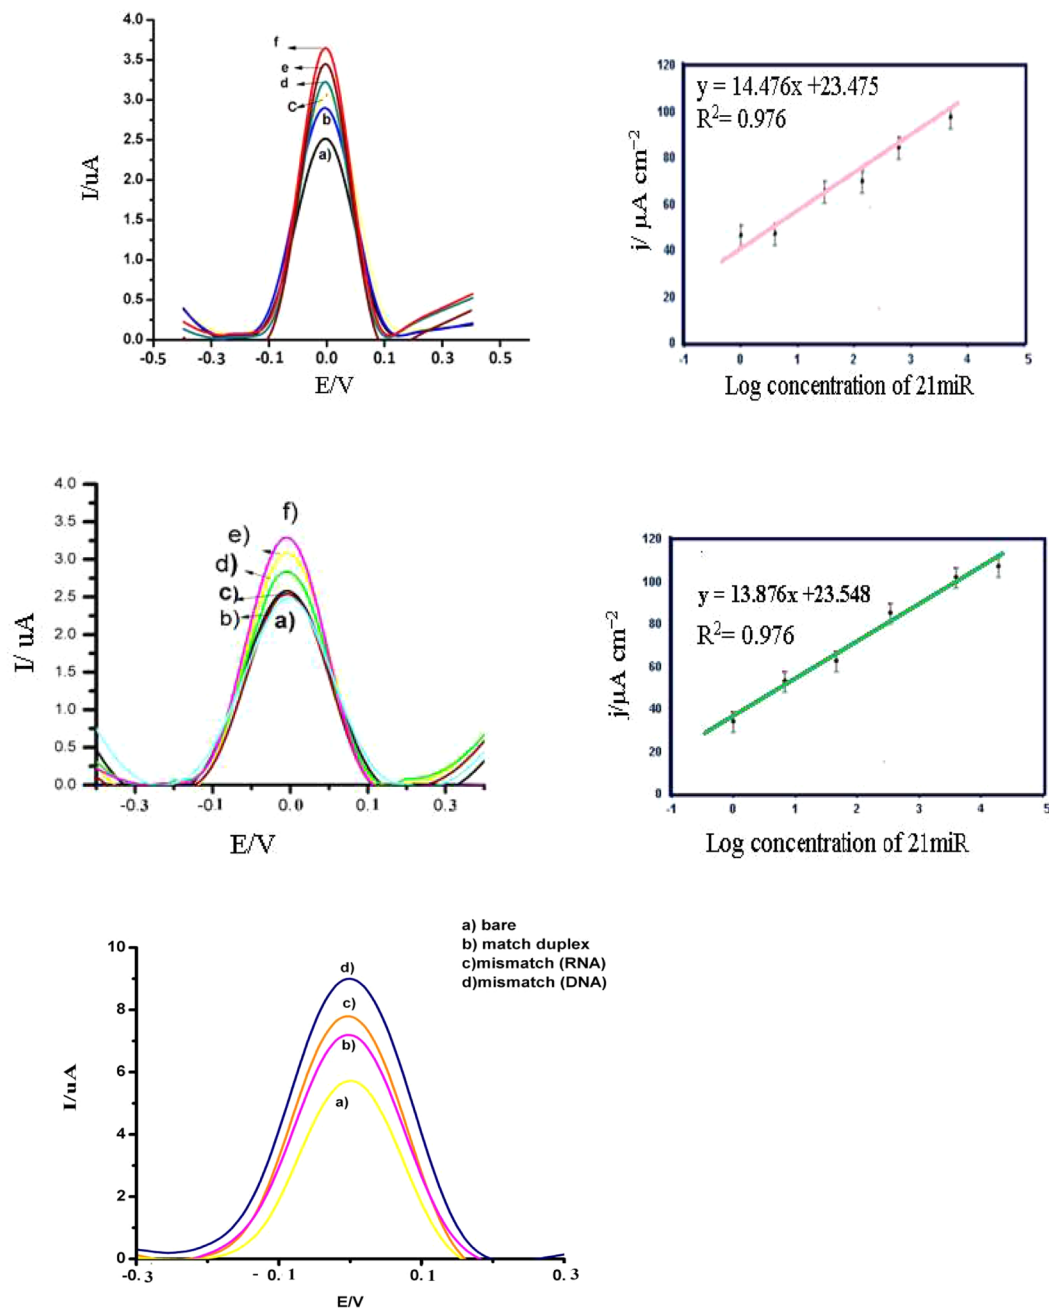 4.0
3.5
3.0
2.5
2.0
1.5
1.0
0.5
0.0
I/uA
f
e
d
C
b
a)
-0.5
-0.3
-0.1
0.0
0.1
0.3
0.5
E/V
120
100
80
60
40
20
0
j/ µA cm⁻²
y = 14.476x +23.475
R²= 0.976
-1
0
1
2
3
4
5
Log concentration of 21miR
4.0
3.5
3.0
2.5
2.0
1.5
1.0
0.5
0.0
I/ uA
f)
e)
d)
c)
b)
a)
-0.3
-0.1
0.0
0.1
0.3
E/V
120
100
80
60
40
20
0
j/µA cm⁻²
y = 13.876x +23.548
R²= 0.976
-1
0
1
2
3
4
5
Log concentration of 21miR
a) bare
b) match duplex
c)mismatch (RNA)
d)mismatch (DNA)
10
8
6
4
2
0
I/uA
d)
c)
b)
a)
-0.3
- 0.1
0.1
0.3
E/V